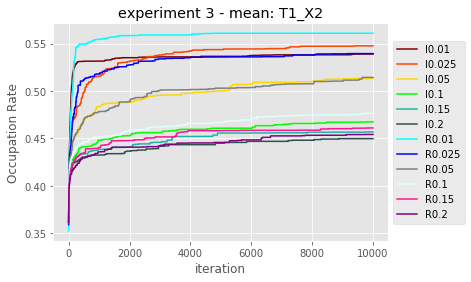 experiment 3 - mean: T1_X2
Occupation Rate
0.55
0.50
0.45
0.40
0.35
0
2000
4000
6000
8000
10000
iteration
I0.01
I0.025
I0.05
I0.1
I0.15
I0.2
R0.01
R0.025
R0.05
R0.1
R0.15
R0.2